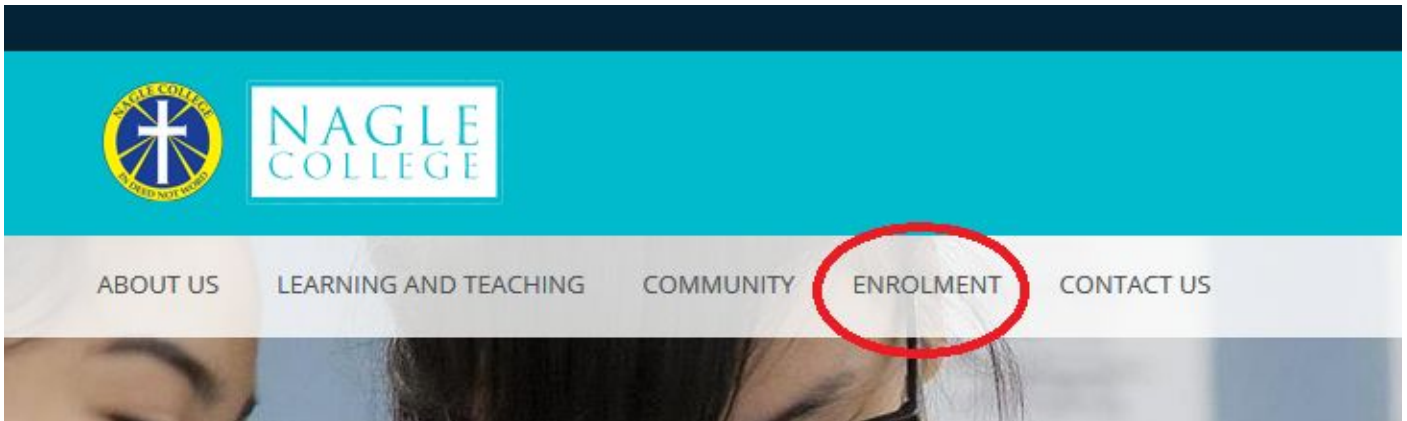 NAGLE COLLEGE
IN DEED NOT WORD
NAGLE
COLLEGE
ABOUT US LEARNING AND TEACHING COMMUNITY ENROLMENT CONTACT US